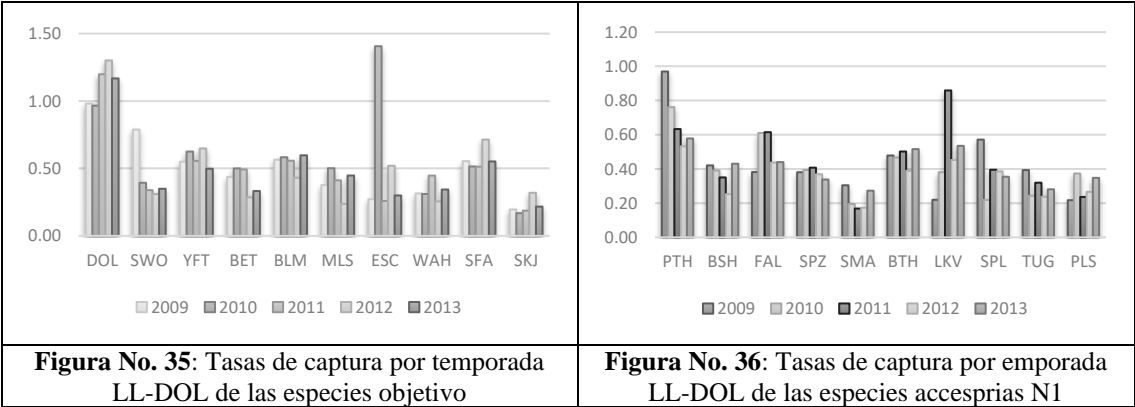 1.50
1.00
0.50
0.00
DOL SWO YFT BET BLM MLS ESC WAH SFA SKJ
2009 2010 2011 2012 2013
Figura No. 35: Tasas de captura por temporada
LL-DOL de las especies objetivo
1.20
1.00
0.80
0.60
0.40
0.20
0.00
PTH BSH FAL SPZ SMA BTH LKV SPL TUG PLS
2009 2010 2011 2012 2013
Figura No. 36: Tasas de captura por emporada
LL-DOL de las especies accesprias N1